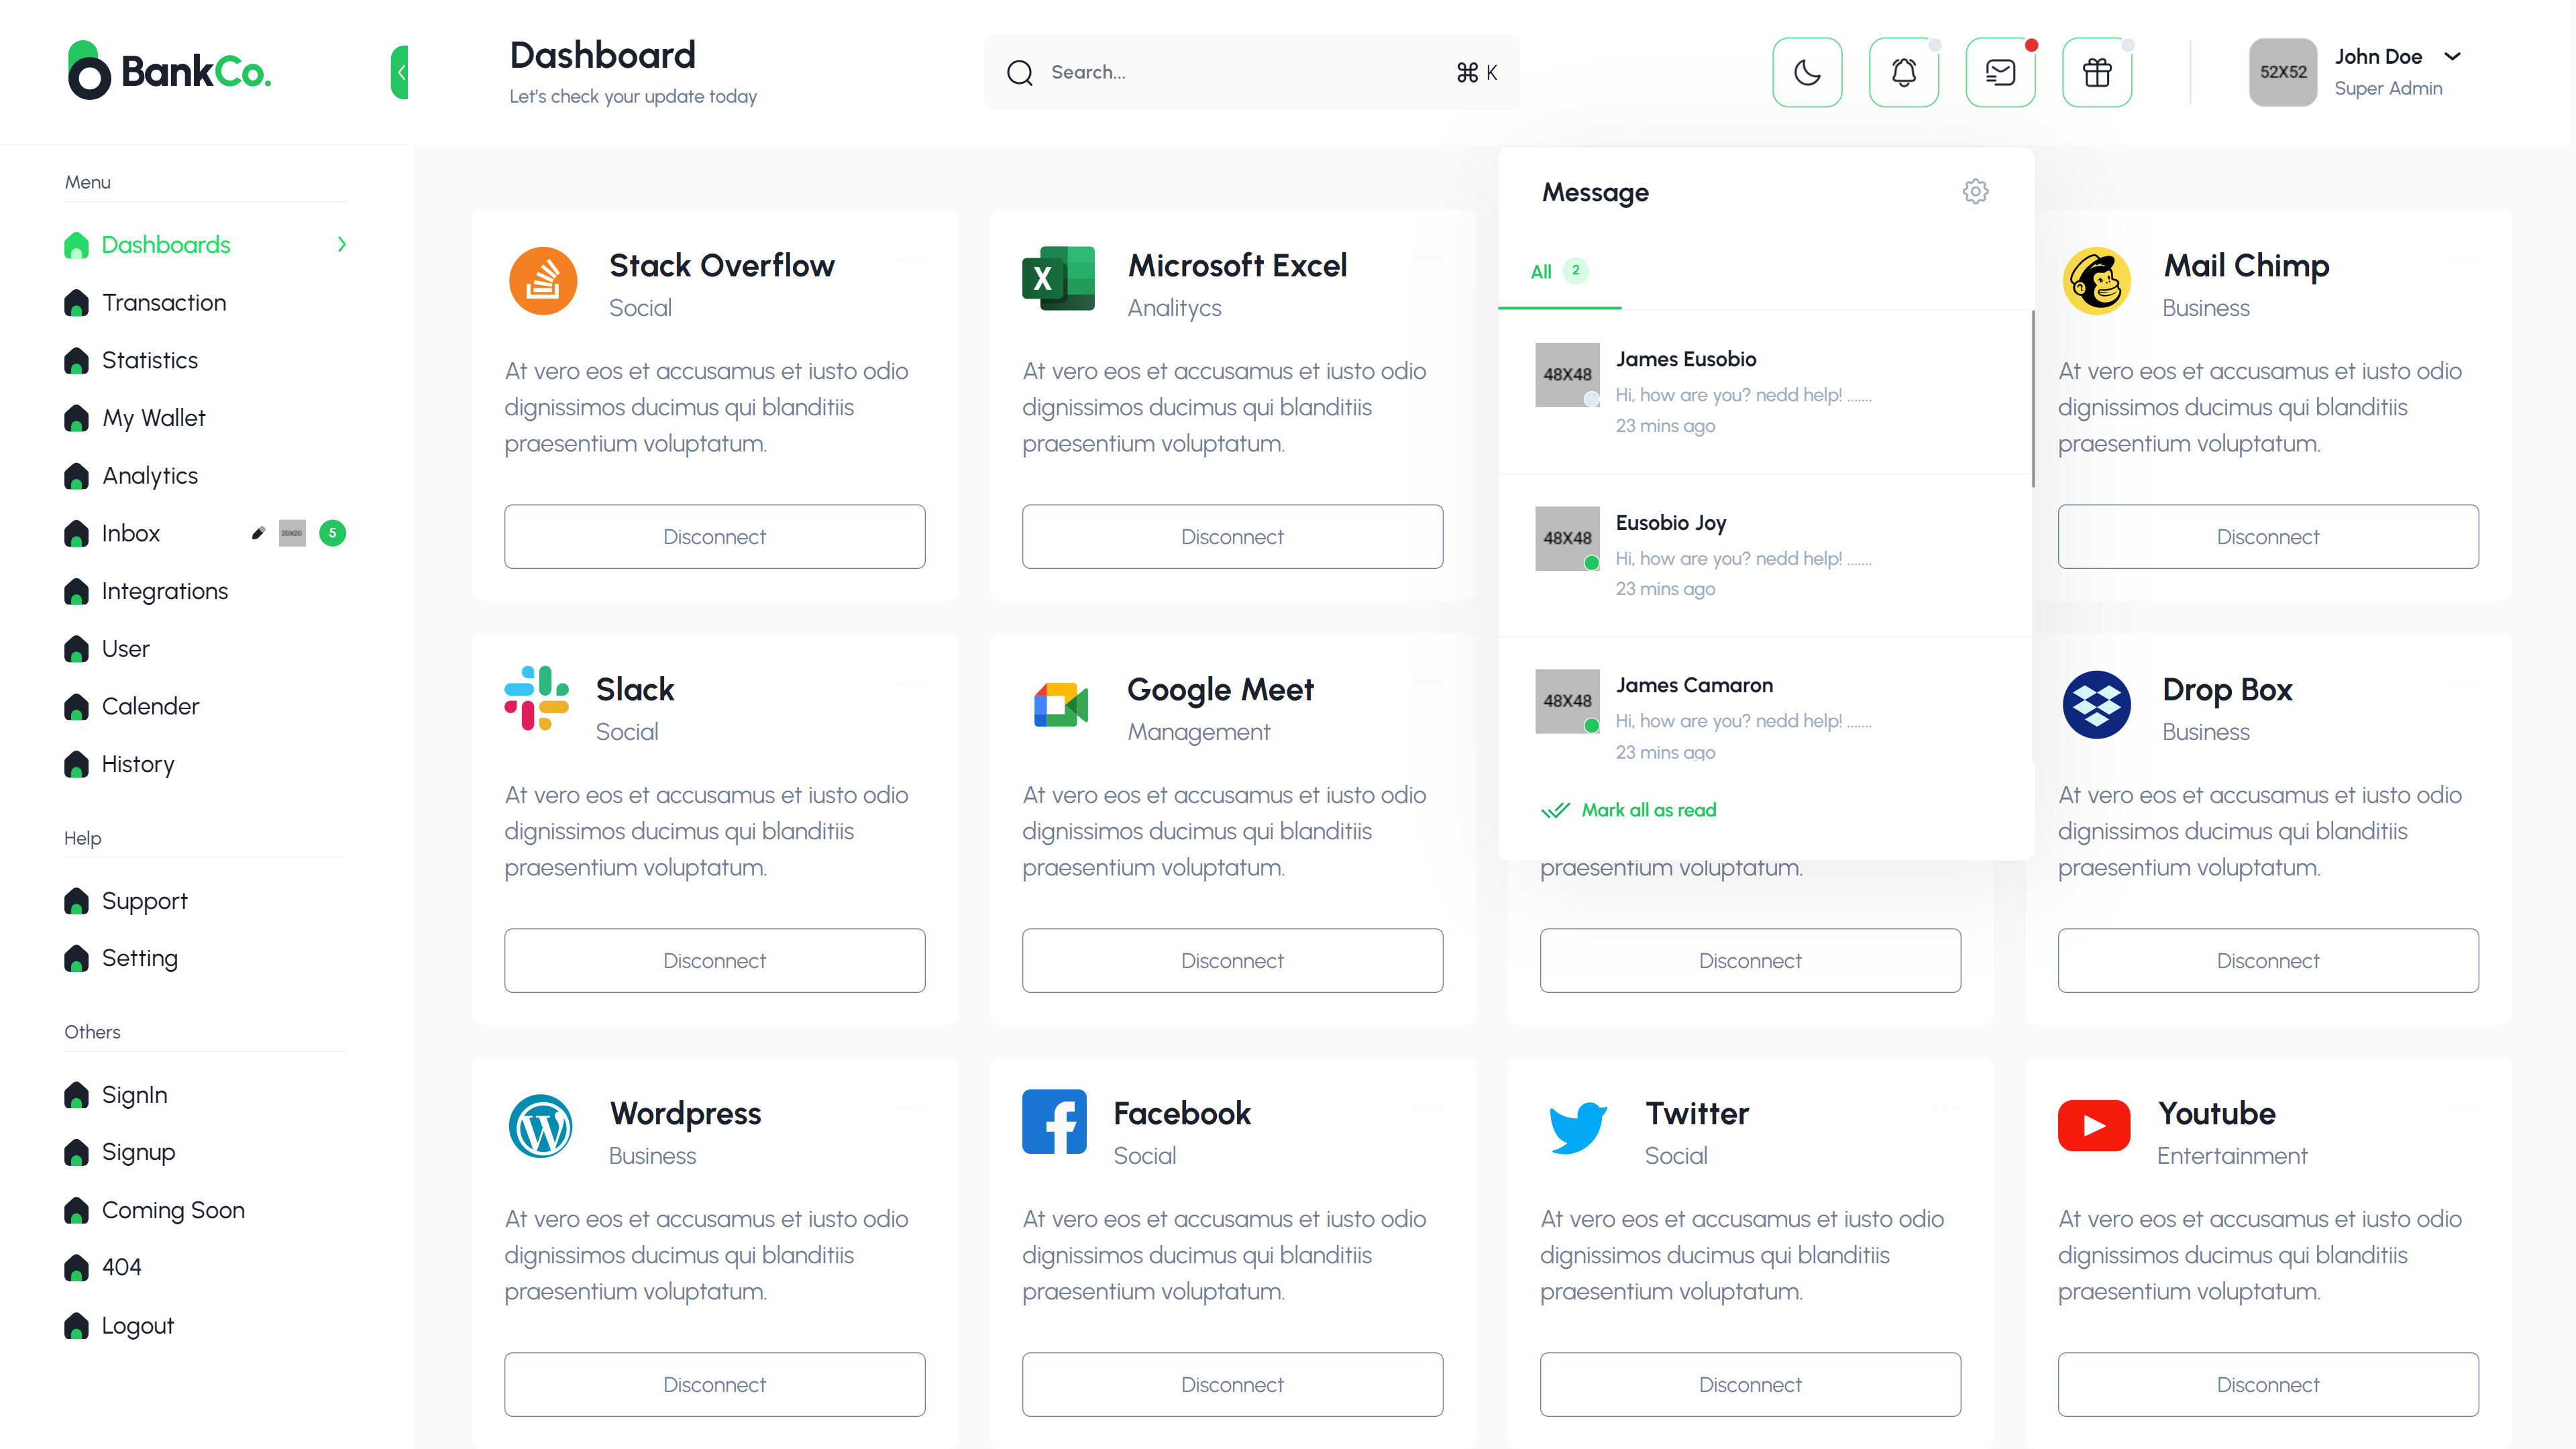 BankCo.
Dashboard
Let's check your update today
Search...
⌘ K
52X52
John Doe
Super Admin
Menu
Dashboards
Transaction
Statistics
My Wallet
Analytics
Inbox
5
Integrations
User
Calender
History
Help
Support
Setting
Others
SignIn
Signup
Coming Soon
404
Logout
Message
All 2
48X48
James Eusobio
Hi, how are you? nedd help! .......
23 mins ago
48X48
Eusobio Joy
Hi, how are you? nedd help! .......
23 mins ago
48X48
James Camaron
Hi, how are you? nedd help! .......
23 mins ago
Mark all as read
Stack Overflow
Social
At vero eos et accusamus et iusto odio
dignissimos ducimus qui blanditiis
praesentium voluptatum.
Disconnect
X
Microsoft Excel
Analitycs
At vero eos et accusamus et iusto odio
dignissimos ducimus qui blanditiis
praesentium voluptatum.
Disconnect
Mail Chimp
Business
At vero eos et accusamus et iusto odio
dignissimos ducimus qui blanditiis
praesentium voluptatum.
Disconnect
Slack
Social
At vero eos et accusamus et iusto odio
dignissimos ducimus qui blanditiis
praesentium voluptatum.
Disconnect
Google Meet
Management
At vero eos et accusamus et iusto odio
dignissimos ducimus qui blanditiis
praesentium voluptatum.
Disconnect
praesentium voluptatum.
Disconnect
Drop Box
Business
At vero eos et accusamus et iusto odio
dignissimos ducimus qui blanditiis
praesentium voluptatum.
Disconnect
Wordpress
Business
At vero eos et accusamus et iusto odio
dignissimos ducimus qui blanditiis
praesentium voluptatum.
Disconnect
Facebook
Social
At vero eos et accusamus et iusto odio
dignissimos ducimus qui blanditiis
praesentium voluptatum.
Disconnect
Twitter
Social
At vero eos et accusamus et iusto odio
dignissimos ducimus qui blanditiis
praesentium voluptatum.
Disconnect
Youtube
Entertainment
At vero eos et accusamus et iusto odio
dignissimos ducimus qui blanditiis
praesentium voluptatum.
Disconnect